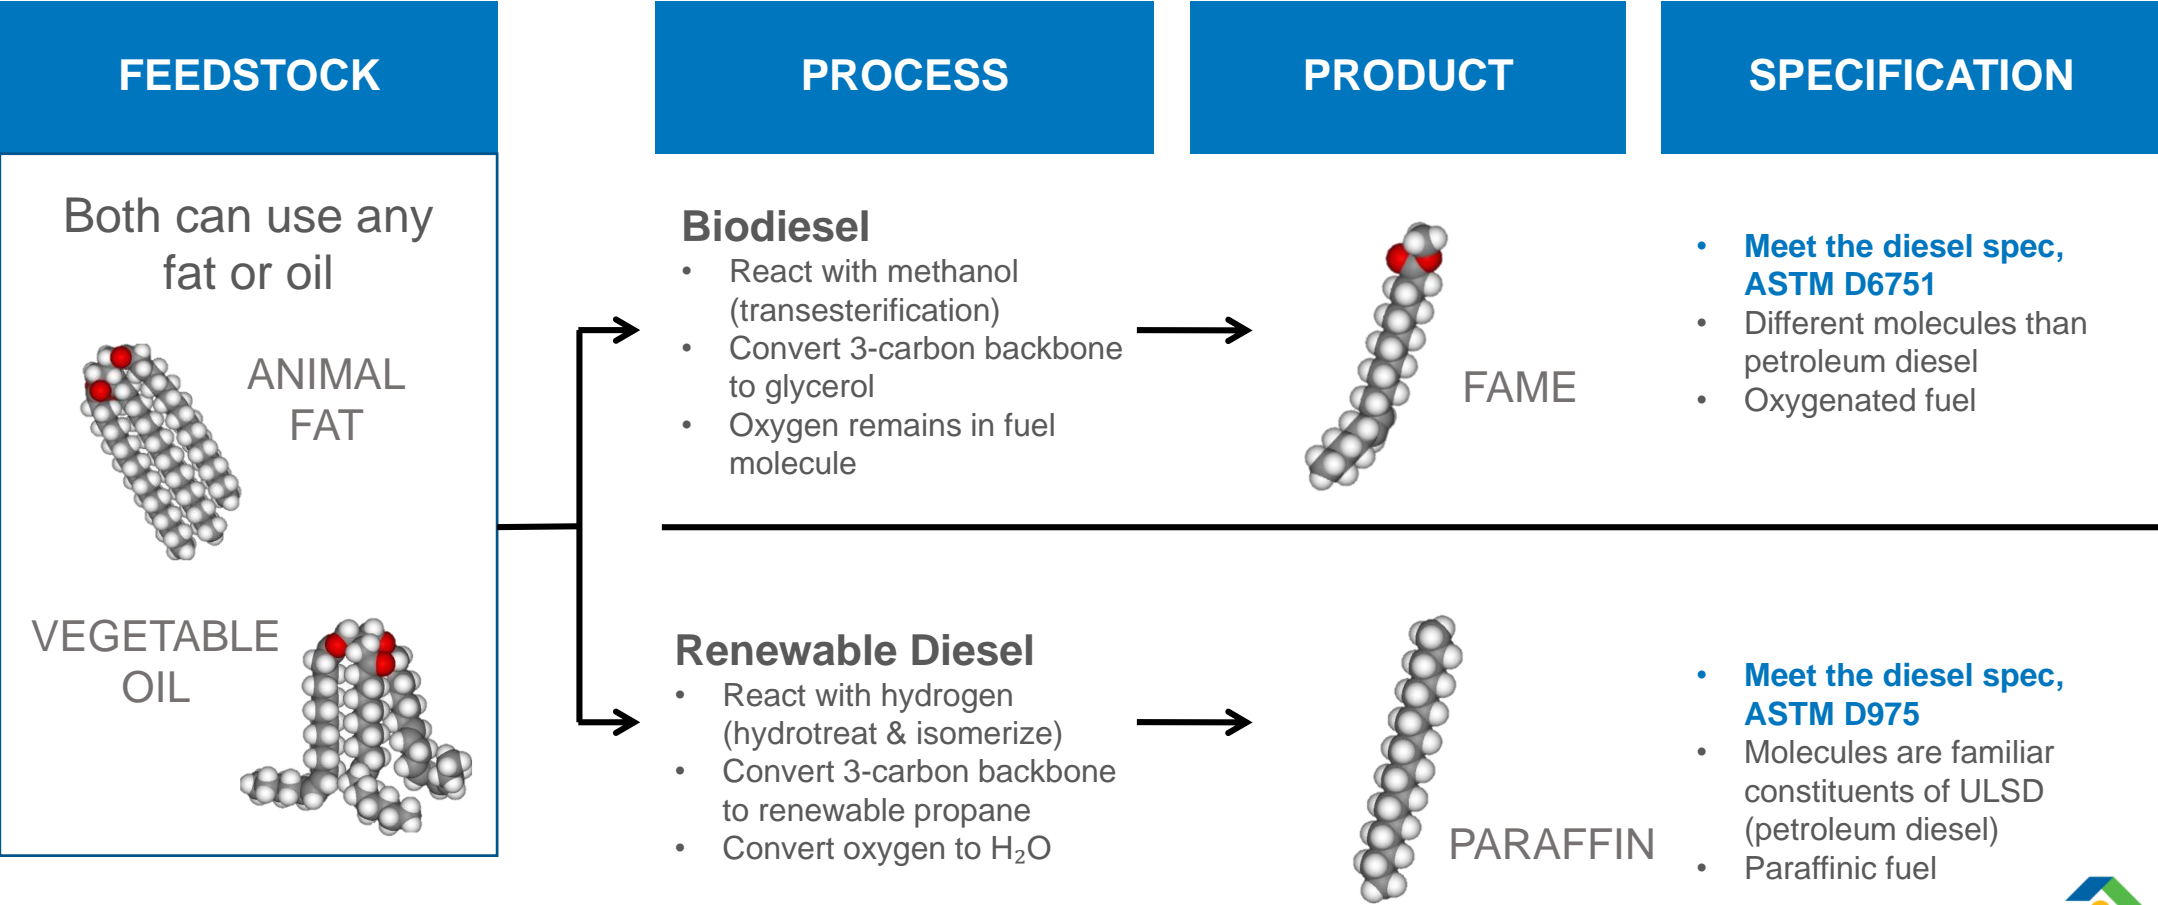 FEEDSTOCK
PROCESS
PRODUCT
SPECIFICATION
Both can use any
fat or oil
ANIMAL
FAT
VEGETABLE
OIL
Biodiesel
• React with methanol
(transesterification)
• Convert 3-carbon backbone
to glycerol
• Oxygen remains in fuel
molecule
FAME
• Meet the diesel spec,
ASTM D6751
• Different molecules than
petroleum diesel
• Oxygenated fuel
Renewable Diesel
• React with hydrogen
(hydrotreat & isomerize)
• Convert 3-carbon backbone
to renewable propane
• Convert oxygen to H₂O
PARAFFIN
• Meet the diesel spec,
ASTM D975
• Molecules are familiar
constituents of ULSD
(petroleum diesel)
• Paraffinic fuel